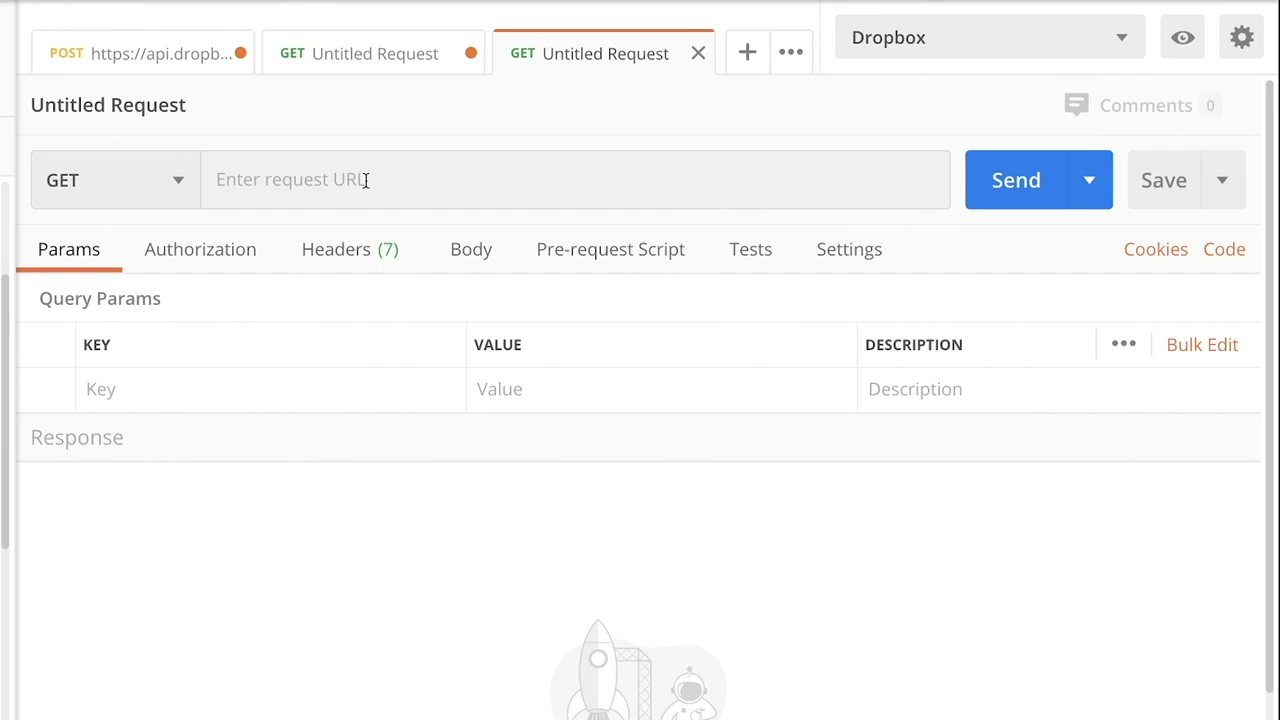 POST https://api.dropb... GET Untitled Request GET Untitled Request Dropbox
Untitled Request Comments 0
GET Enter request URL Send Save
Params Authorization Headers (7) Body Pre-request Script Tests Settings Cookies Code
Query Params
KEY VALUE DESCRIPTION Bulk Edit
Key Value Description
Response